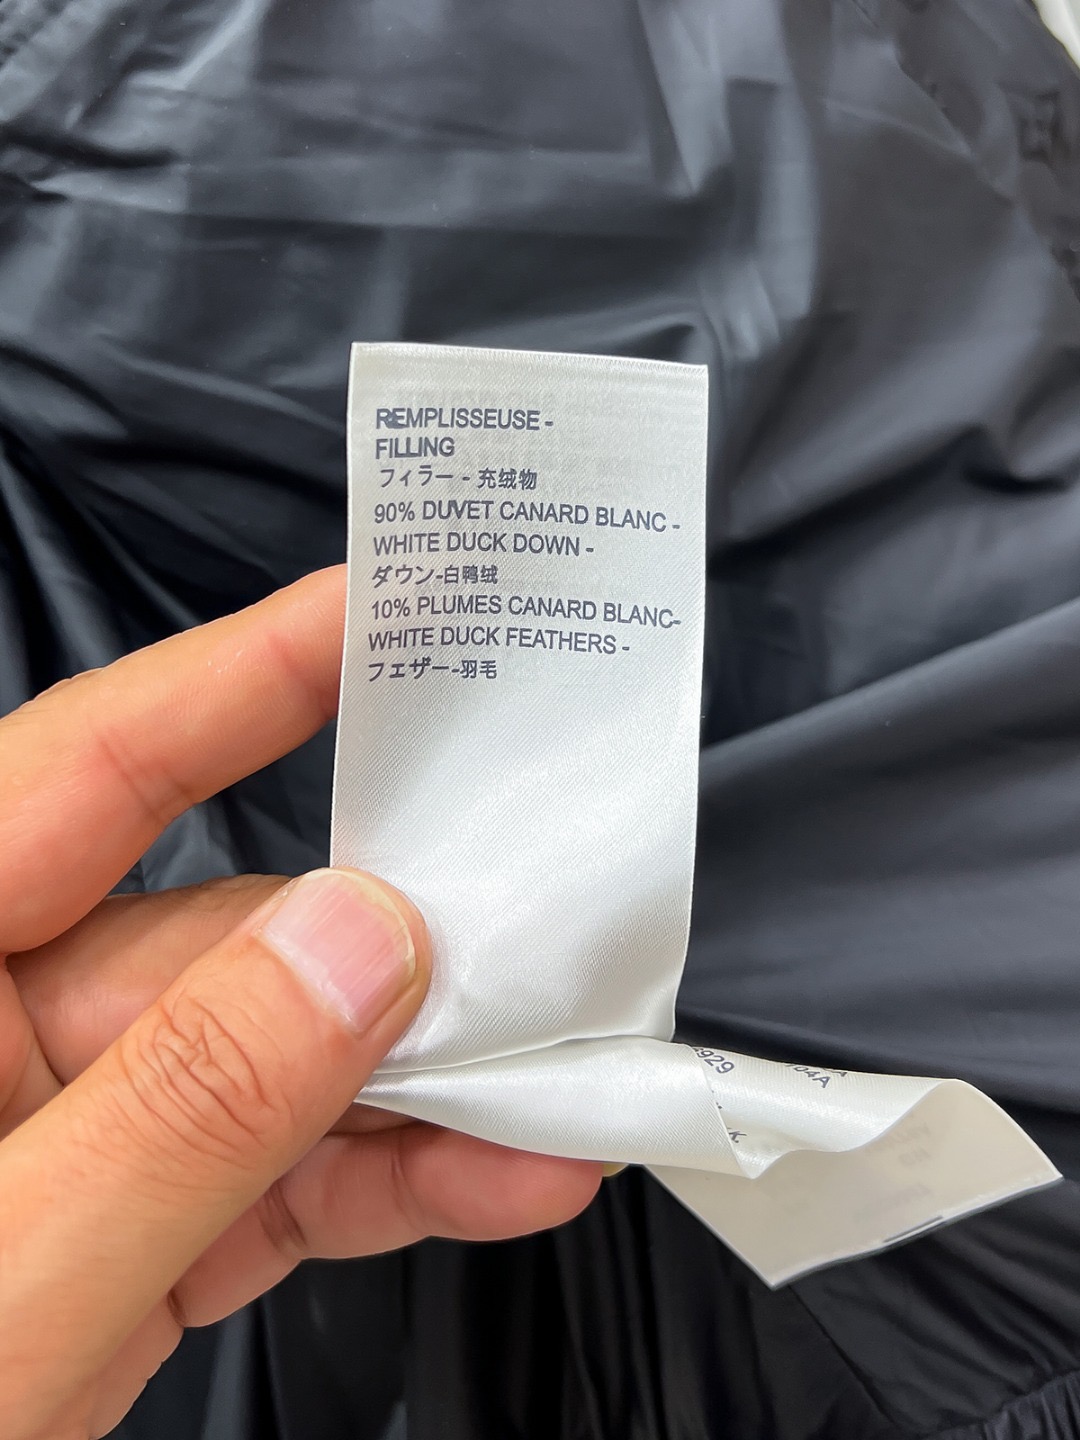 REMPLISSEUSE -
FILLING
フィラー - 充绒物
90% DUVET CANARD BLANC -
WHITE DUCK DOWN -
ダウン-白鸭绒
10% PLUMES CANARD BLANC-
WHITE DUCK FEATHERS -
フェザー-羽毛